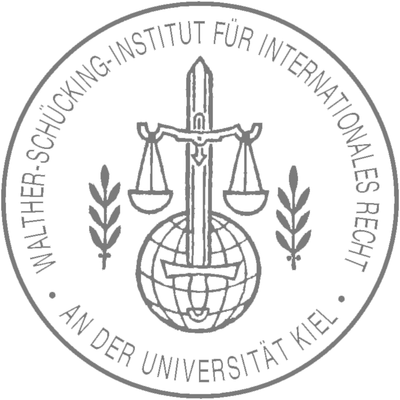 WALTHER-SCHÜCKING-INSTITUT FÜR INTERNATIONALES RECHT
• AN DER UNIVERSITÄT KIEL •